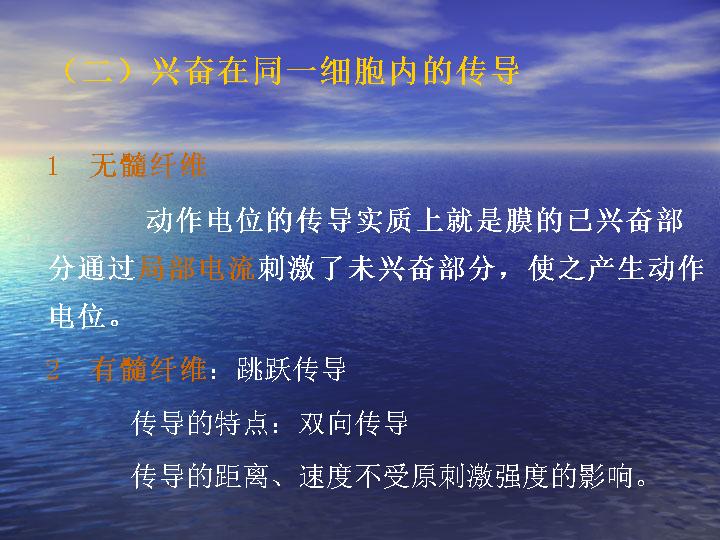 （二）兴奋在同一细胞内的传导
1 无髓纤维
动作电位的传导实质上就是膜的已兴奋部
分通过局部电流刺激了未兴奋部分，使之产生动作
电位。
2 有髓纤维：跳跃传导
传导的特点：双向传导
传导的距离、速度不受原刺激强度的影响。